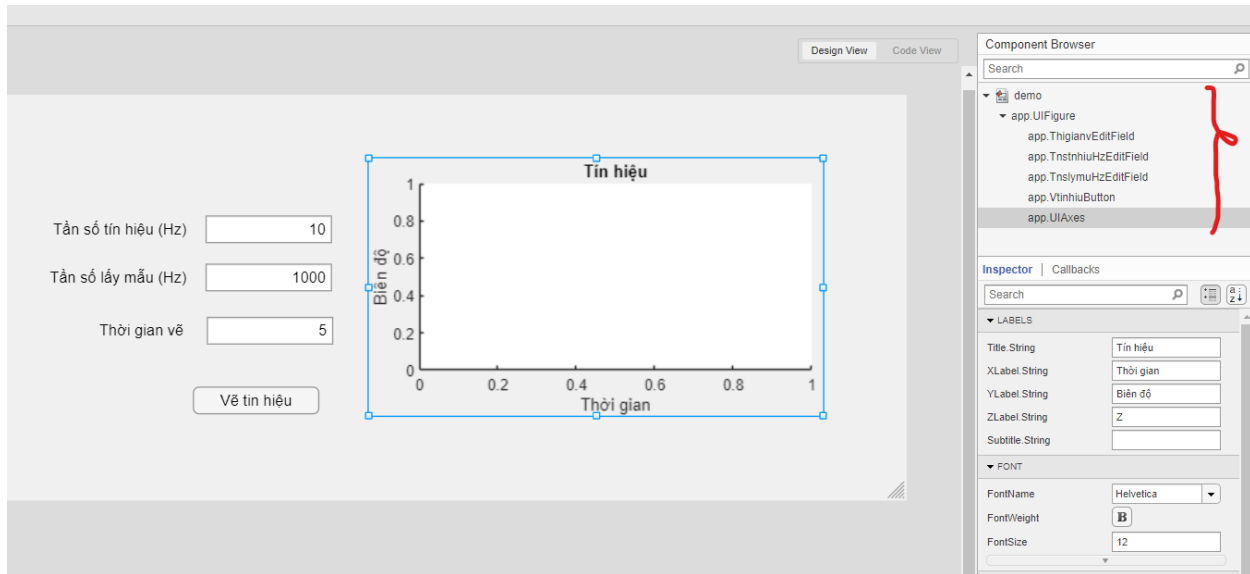 Design View Code View
Component Browser
Search
demo
app.UIFigure
app.ThigianvEditField
app.TnstnhiuHzEditField
app.TnslymuHzEditField
app.VtinhiuButton
app.UIAxes
Tín hiệu
1
0.8
0.6
0.4
0.2
0
Biên độ
0 0.2 0.4 0.6 0.8 1
Thời gian
Tần số tín hiệu (Hz) 10
Tần số lấy mẫu (Hz) 1000
Thời gian vẽ 5
Vẽ tin hiệu
Inspector | Callbacks
Search
LABELS
Title.String Tín hiệu
XLabel.String Thời gian
YLabel.String Biên độ
ZLabel.String Z
Subtitle.String
FONT
FontName Helvetica
FontWeight B
FontSize 12